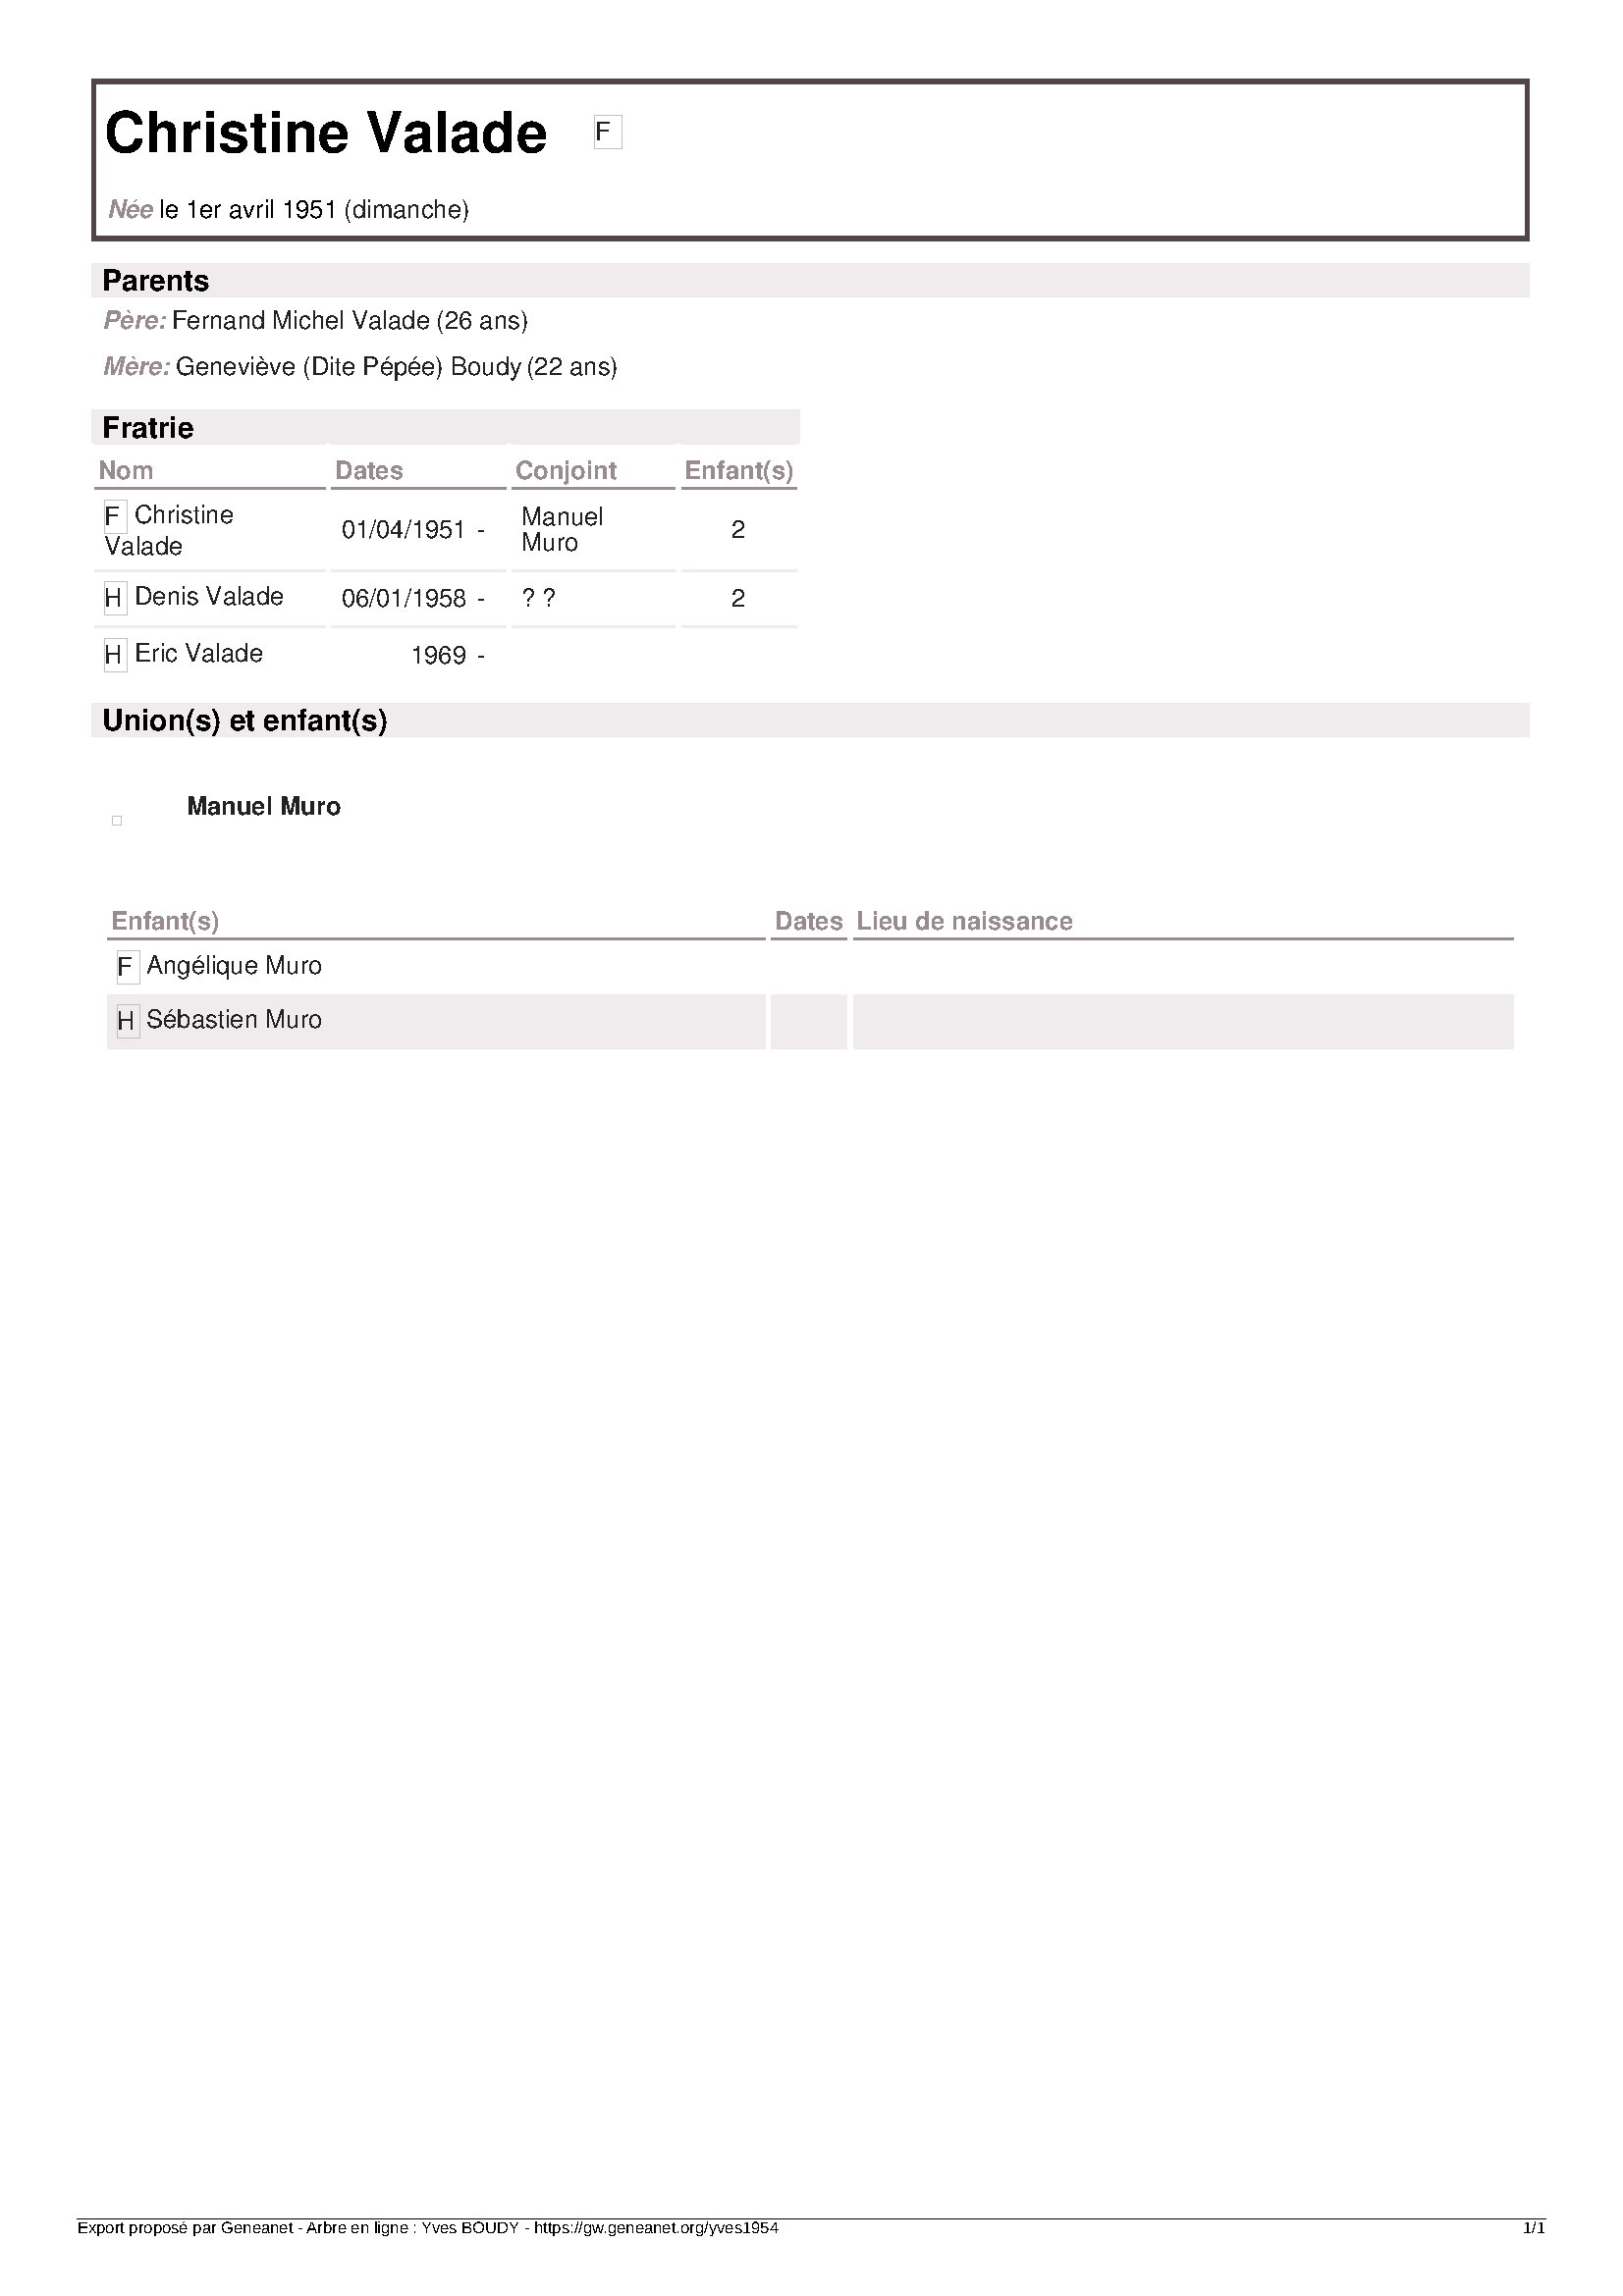 Christine Valade F
Née le 1er avril 1951 (dimanche)
Parents
Père: Fernand Michel Valade (26 ans)
Mère: Geneviève (Dite Pépée) Boudy (22 ans)
Fratrie
Nom Dates Conjoint Enfant(s)
F Christine
Valade 01/04/1951 - Manuel
Muro 2
H Denis Valade 06/01/1958 - ? ? 2
H Eric Valade 1969 -
Union(s) et enfant(s)
Manuel Muro
Enfant(s) Dates Lieu de naissance
F Angélique Muro
H Sébastien Muro
Export proposé par Geneanet - Arbre en ligne : Yves BOUDY - https://gw.geneanet.org/yves1954 1/1